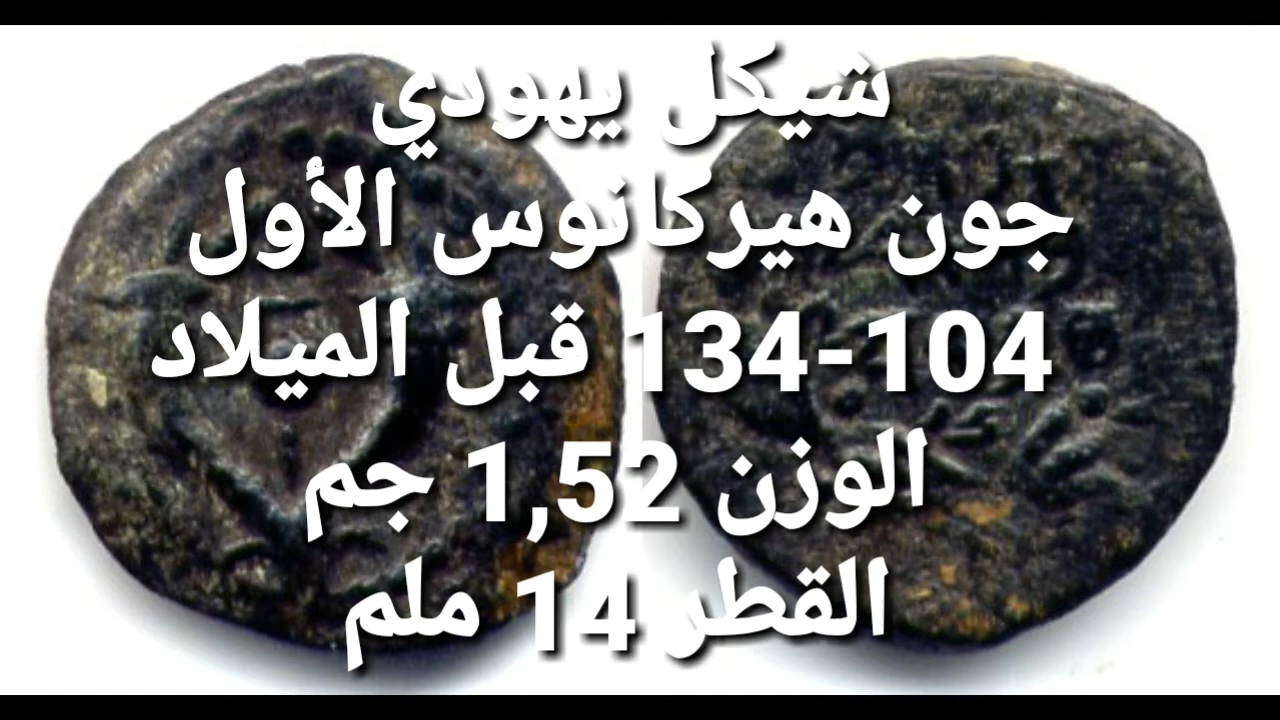 شيكل يهودي
جون هيركانوس الأول
134-104 قبل الميلاد
الوزن 1,52 جم
القطر 14 ملم